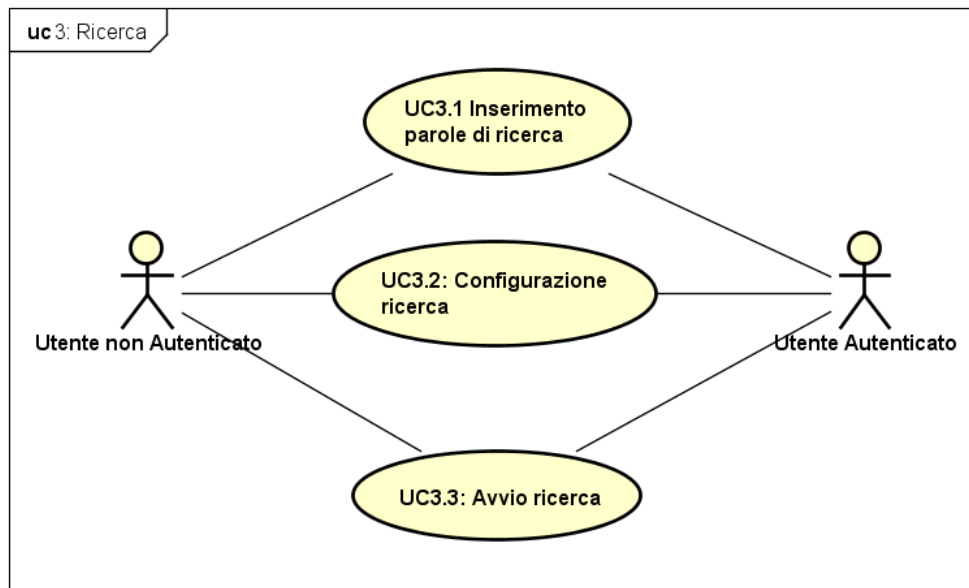 uc 3: Ricerca
UC3.1 Inserimento
parole di ricerca
UC3.2: Configurazione
ricerca
Utente non Autenticato
Utente Autenticato
UC3.3: Avvio ricerca